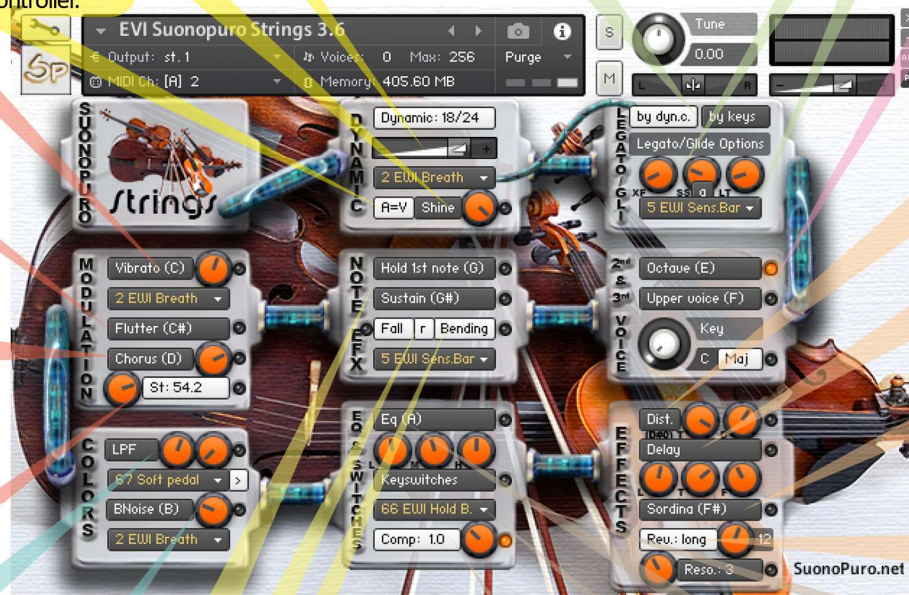 ontroller.
EVI Suonopuro Strings 3.6
Output: st. 1
Voices: 0 Max: 256
Purge
MIDI Ch: [A] 2
Memory: 405.60 MB
S
M
Tune
0.00
L R
Sp
SUONOPURO
Strings
DYNAMIC
Dynamic: 18/24
- +
2 EWI Breath
A=V Shine
LEGATO/GLI
by dyn.c. by keys
Legato/Glide Options
XF SS a LT
5 EWI Sens.Bar
MODULATION
Vibrato (C)
2 EWI Breath
Flutter (C#)
Chorus (D)
St: 54.2
NOTE EFX
Hold 1st note (G)
Sustain (G#)
Fall r Bending
5 EWI Sens.Bar
2nd & 3rd VOICE
Octave (E)
Upper voice (F)
Key
C Maj
COLORS
LPF
67 Soft pedal >
BNoise (B)
2 EWI Breath
EQ & SWITCHES
Eq (A)
L M H
Keyswitches
66 EWI Hold B.
Comp: 1.0
EFFECTS
Dist.
(D#0) T
Delay
L T F
Sordina (F#)
Rev.: long 12
Reso.: 3
SuonoPuro.net